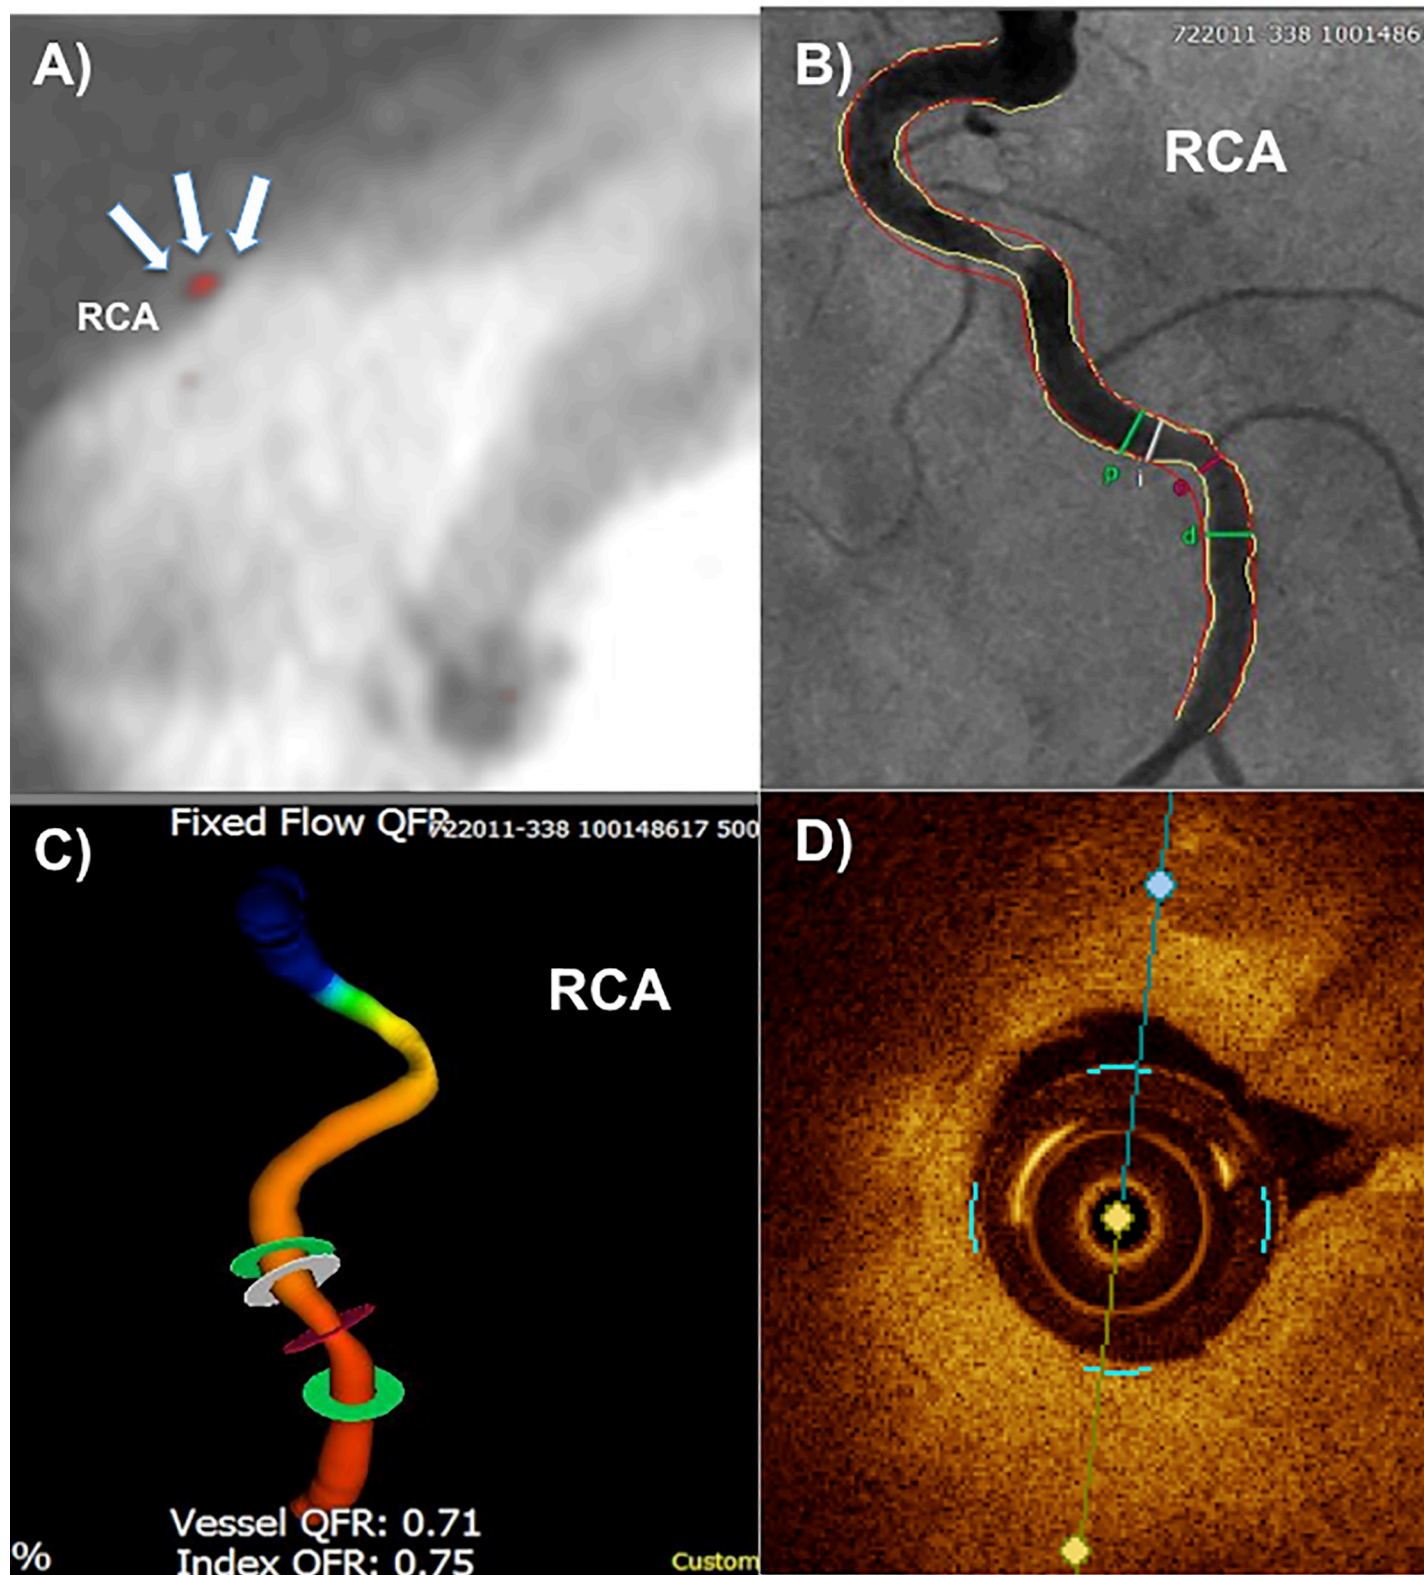 A)
RCA
B)
722011-338 1001486
RCA
p
i
o
d
C)
Fixed Flow QFR
722011-338 100148617 500
RCA
Vessel QFR: 0.71
Index QFR: 0.75
%
Custom
D)